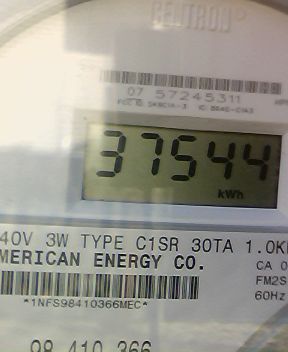 CENTRON
07 57245311
37544
kWh
40V 3W TYPE C1SR 30TA 1.0K
MERICAN ENERGY CO.
CA 0
FM2S
*1NFS98410366MEC*
60Hz
98 410 366